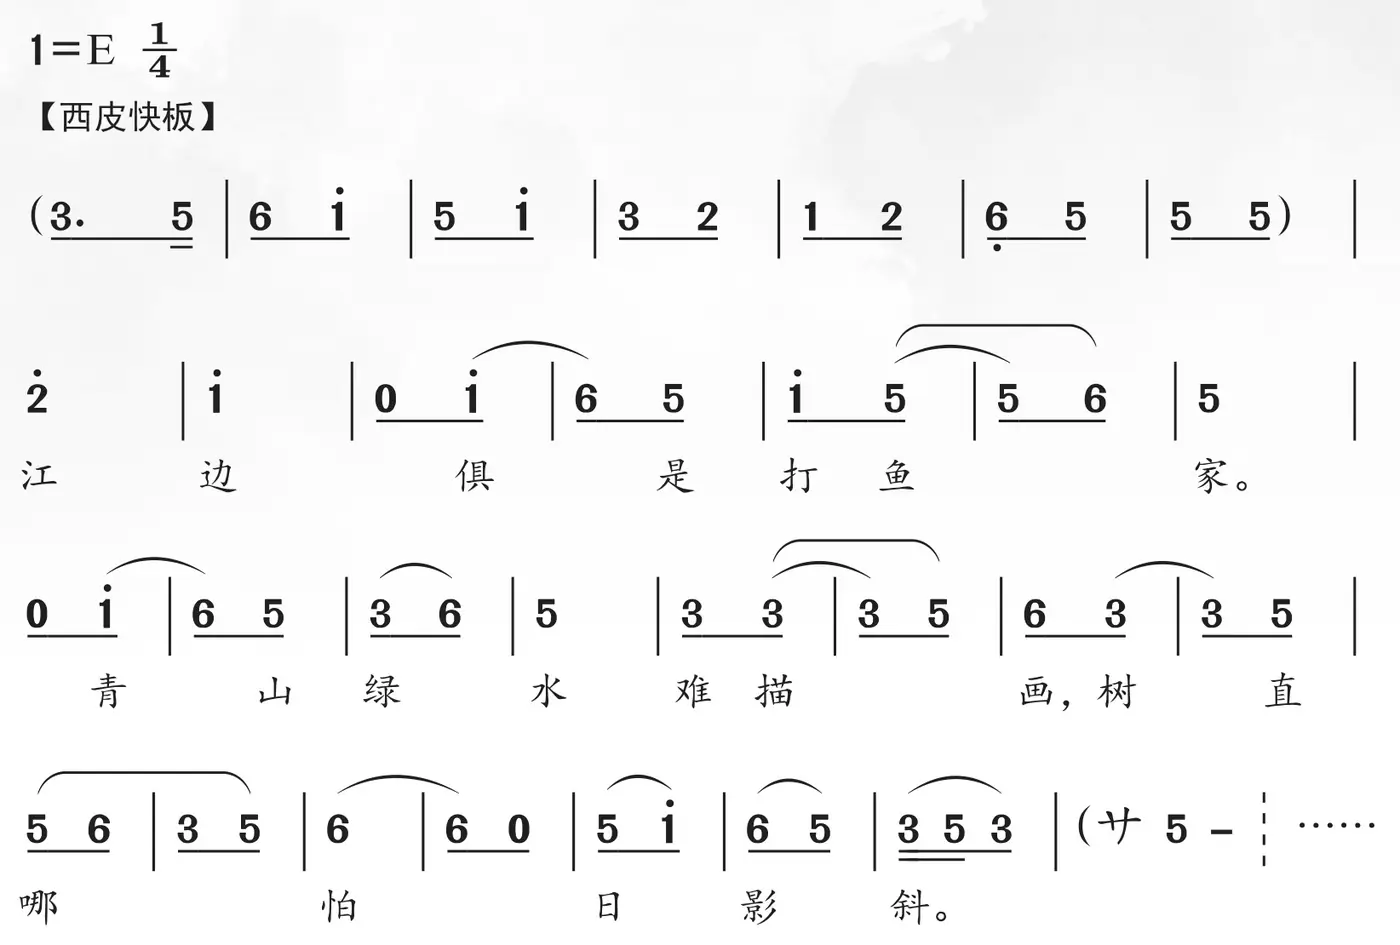 1=E 1/4
【西皮快板】
(3. 5 | 6 i̇ | 5 i̇ | 3 2 | 1 2 | 6̣ 5 | 5 5) |
2̇ | i̇ | 0 i̇ | 6 5 | i̇ 5 | 5 6 | 5 |
江 边 俱 是 打 鱼 家。
0 i̇ | 6 5 | 3 6 | 5 | 3 3 | 3 5 | 6 3 | 3 5 |
青 山 绿 水 难 描 画，树 直
5 6 | 3 5 | 6 | 6 0 | 5 i̇ | 6 5 | 3 5 3 | (廾 5 – ┊ ……
哪 怕 日 影 斜。